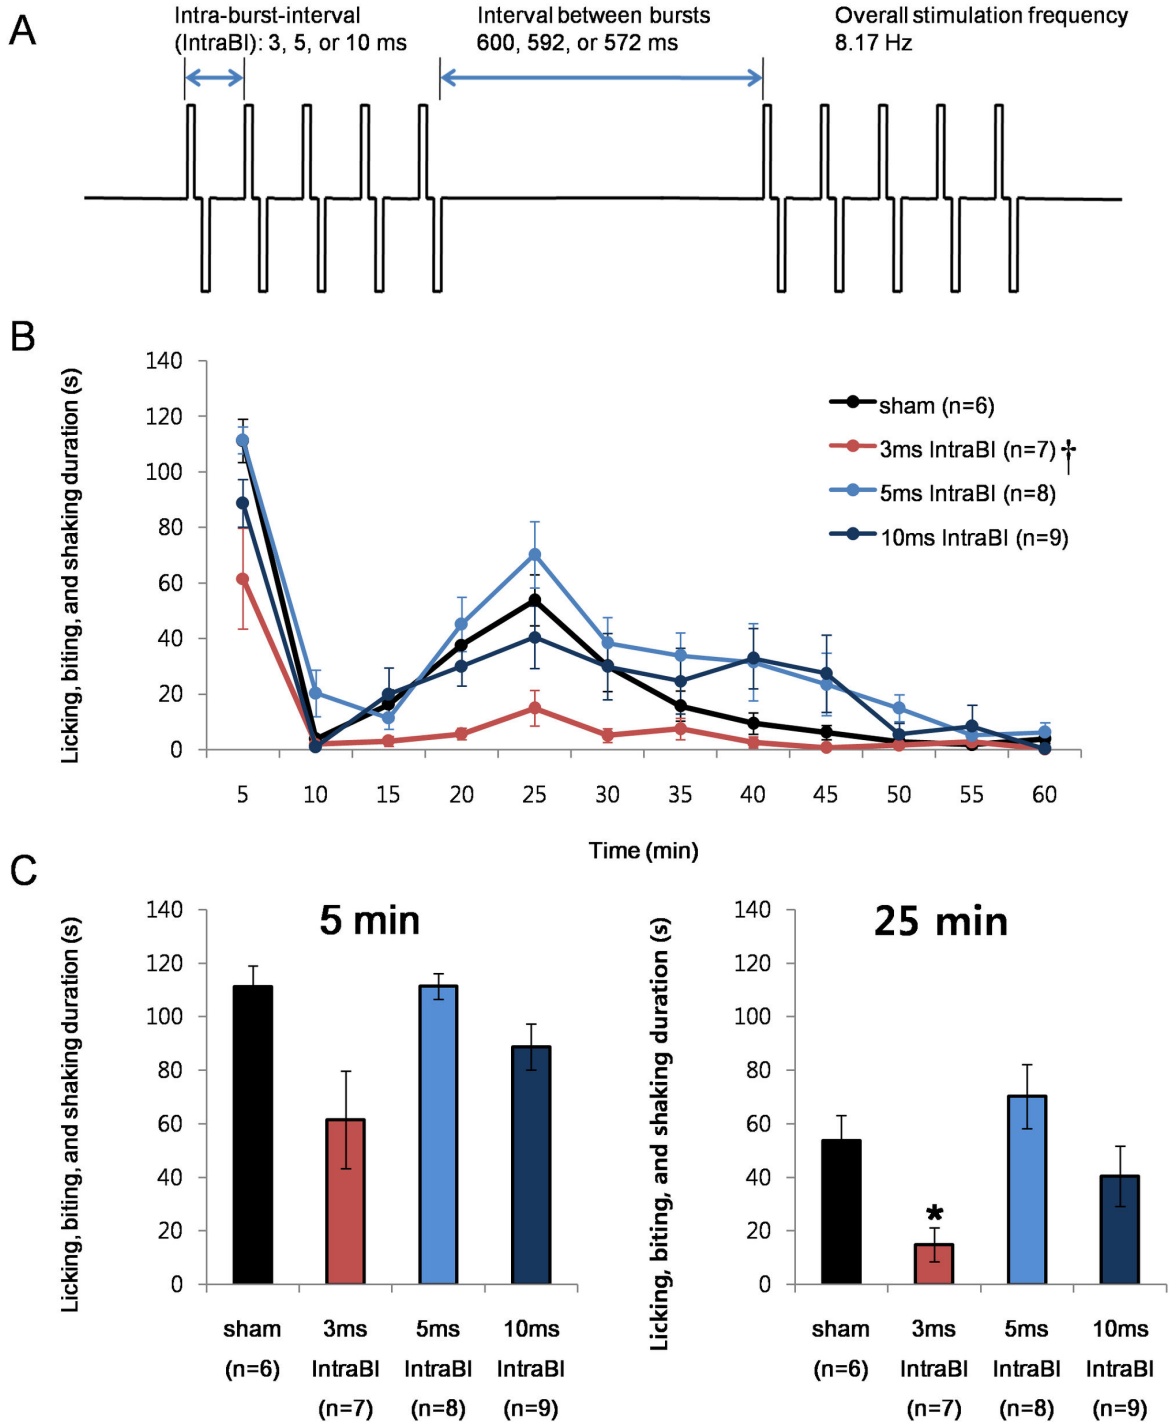 A
Intra-burst-interval
(IntraBI): 3, 5, or 10 ms
Interval between bursts
600, 592, or 572 ms
Overall stimulation frequency
8.17 Hz
B
Licking, biting, and shaking duration (s)
140
120
100
80
60
40
20
0
sham (n=6)
3ms IntraBI (n=7) †
5ms IntraBI (n=8)
10ms IntraBI (n=9)
5 10 15 20 25 30 35 40 45 50 55 60
Time (min)
C
5 min
Licking, biting, and shaking duration (s)
140
120
100
80
60
40
20
0
sham 3ms 5ms 10ms
(n=6) IntraBI IntraBI IntraBI
(n=7) (n=8) (n=9)
25 min
Licking, biting, and shaking duration (s)
140
120
100
80
60
40
20
0
*
sham 3ms 5ms 10ms
(n=6) IntraBI IntraBI IntraBI
(n=7) (n=8) (n=9)